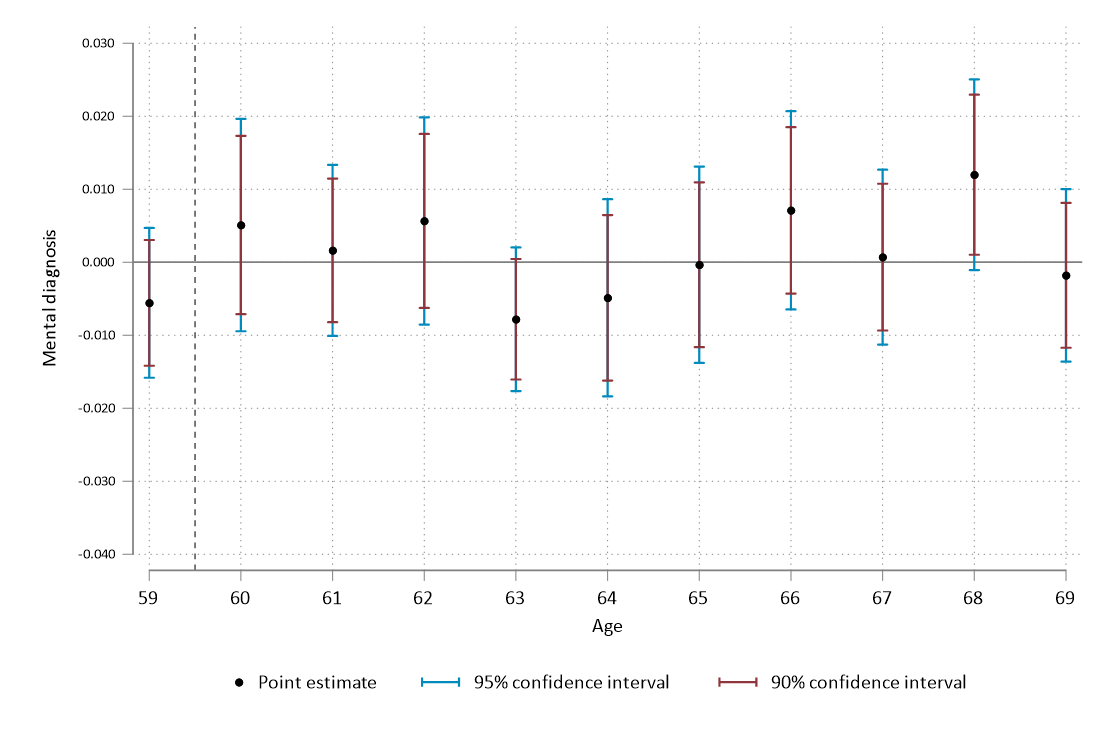 0.030
0.020
0.010
0.000
-0.010
-0.020
-0.030
-0.040
Mental diagnosis
59 60 61 62 63 64 65 66 67 68 69
Age
Point estimate 95% confidence interval 90% confidence interval